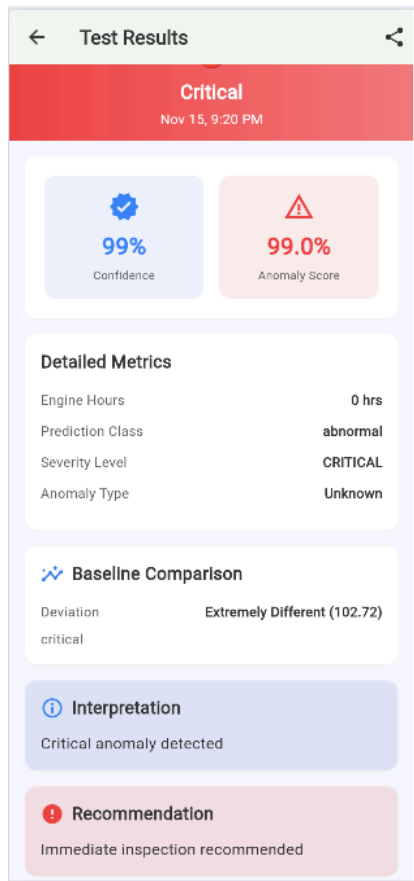 Test Results
Critical
Nov 15, 9:20 PM
99%
Confidence
99.0%
Anomaly Score
Detailed Metrics
Engine Hours 0 hrs
Prediction Class abnormal
Severity Level CRITICAL
Anomaly Type Unknown
Baseline Comparison
Deviation Extremely Different (102.72)
critical
Interpretation
Critical anomaly detected
Recommendation
Immediate inspection recommended